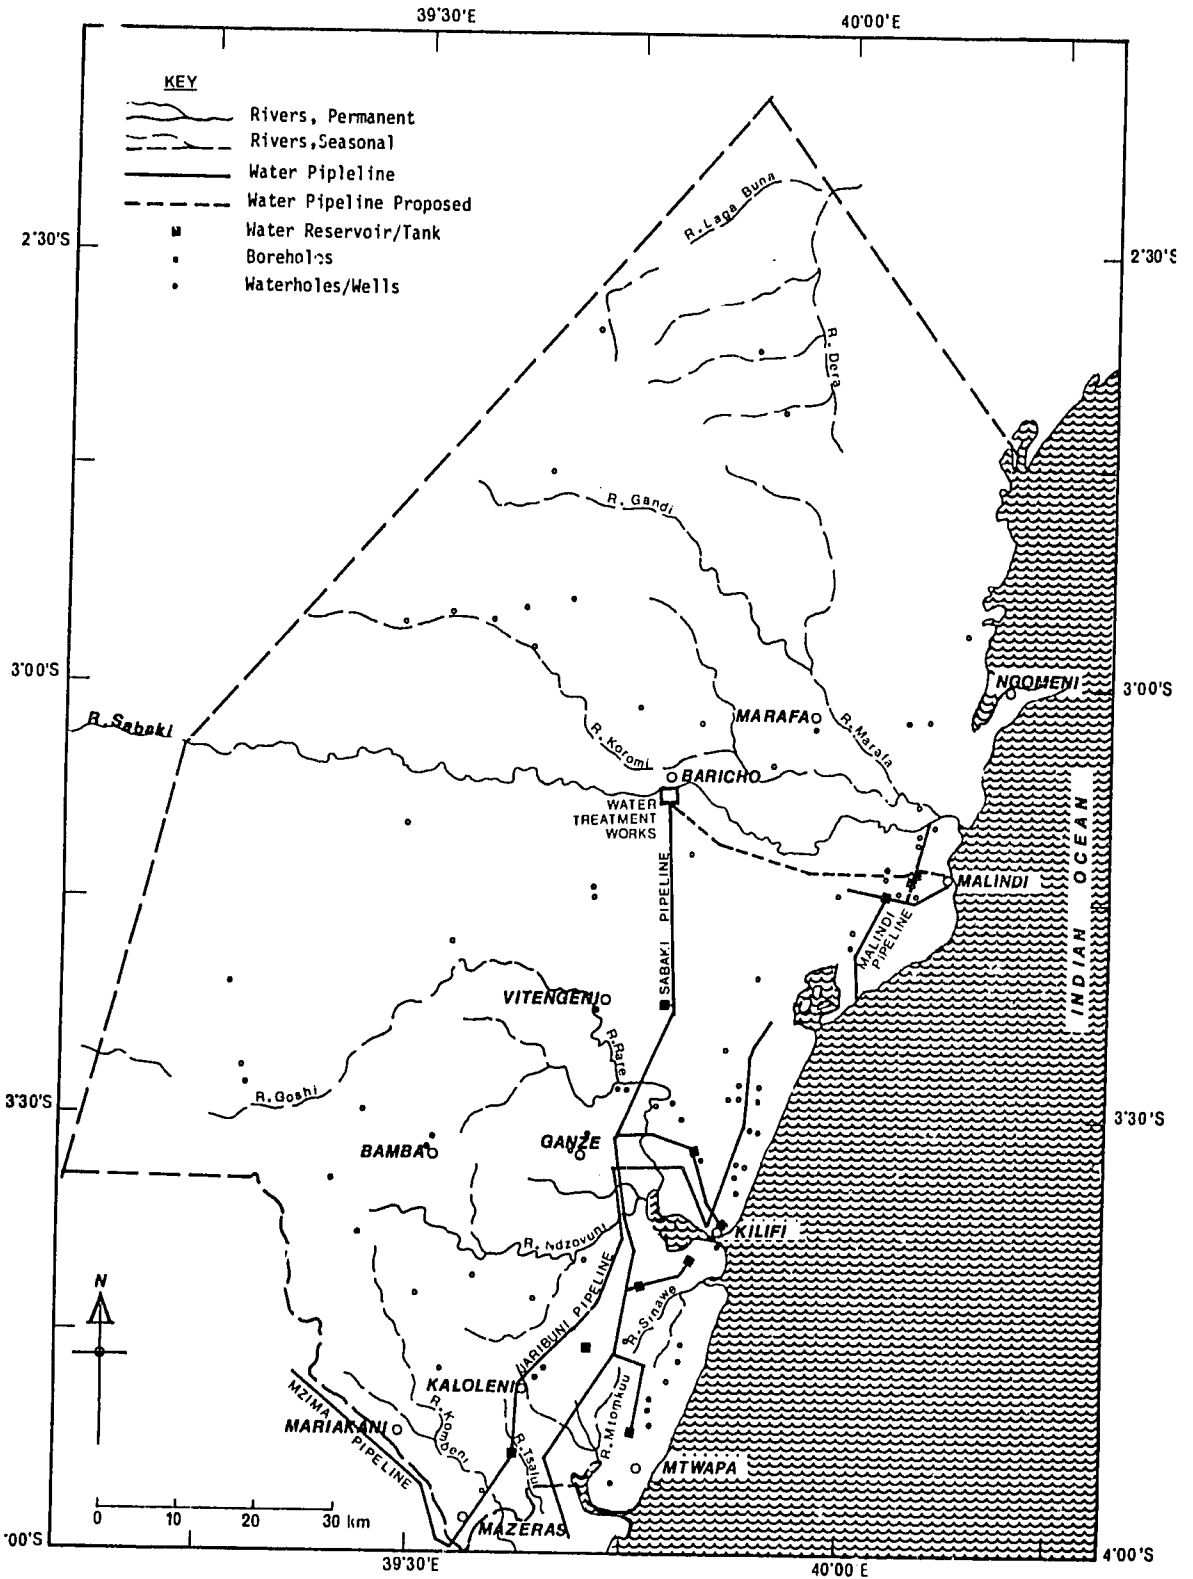 39°30'E
40°00'E
KEY
Rivers, Permanent
Rivers,Seasonal
Water Pipleline
Water Pipeline Proposed
Water Reservoir/Tank
Boreholes
Waterholes/Wells
2°30'S
2°30'S
R. Laga Buna
R. Dera
R. Gandi
3°00'S
3°00'S
NGOMENI
R. Sabaki
MARAFA
R. Marafa
R. Koromi
BARICHO
WATER
TREATMENT
WORKS
SABAKI PIPELINE
MALINDI
MALINDI
PIPELINE
INDIAN OCEAN
VITENGENI
R. Rare
R. Goshi
3°30'S
3°30'S
BAMBA
GANZE
KILIFI
R. Ndzovuni
N
JARIBUNI PIPELINE
R. Sinawe
KALOLENI
MZIMA
PIPELINE
MARIAKANI
R. Kombeni
R. Tsalu
R. Mtomkuu
MTWAPA
MAZERAS
0 10 20 30 km
°00'S
4°00'S
39°30'E
40°00'E